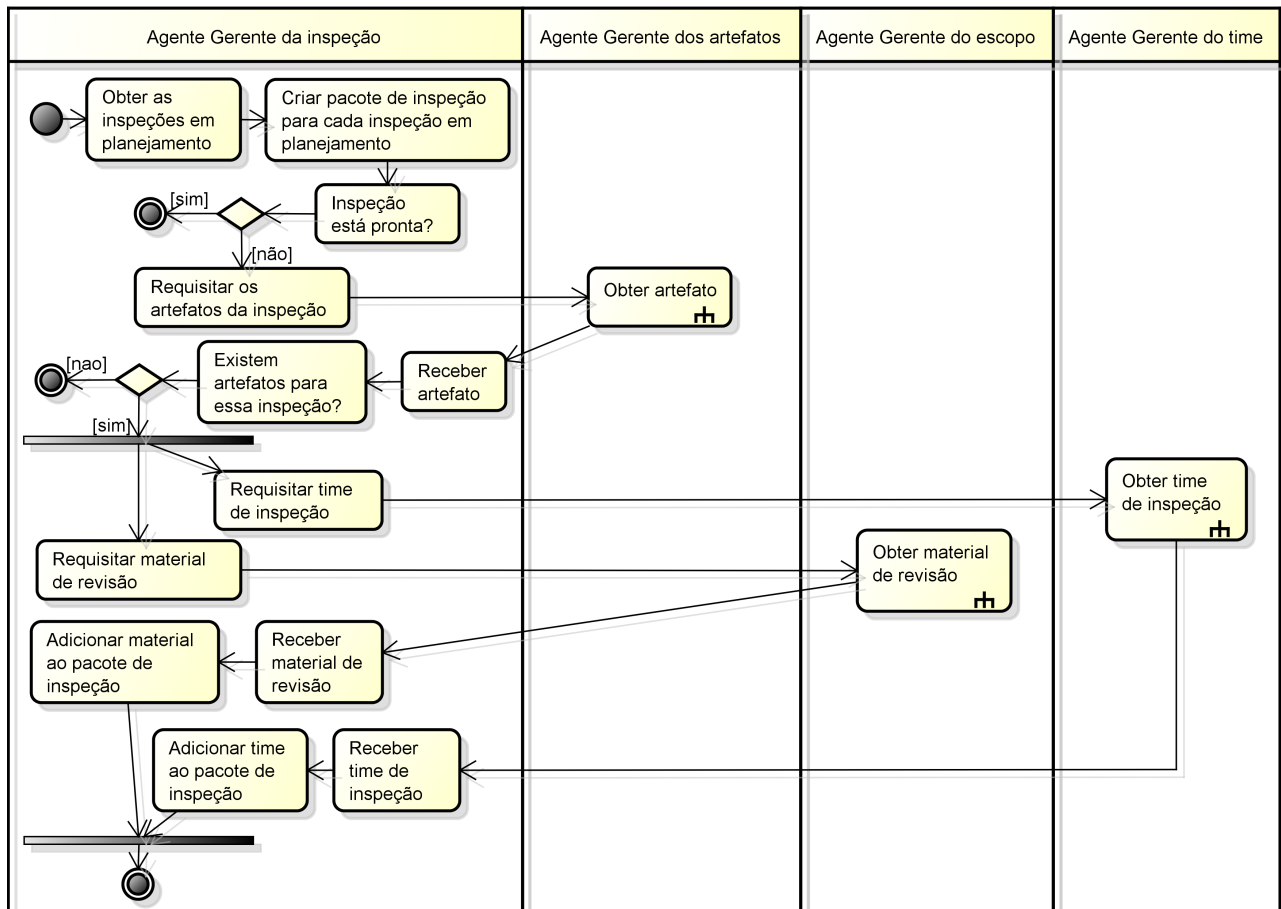 Agente Gerente da inspeção
Agente Gerente dos artefatos
Agente Gerente do escopo
Agente Gerente do time
Obter as
inspeções em
planejamento
Criar pacote de inspeção
para cada inspeção em
planejamento
[sim]
Inspeção
está pronta?
[não]
Requisitar os
artefatos da inspeção
Obter artefato
[nao]
Existem
artefatos para
essa inspeção?
Receber
artefato
[sim]
Requisitar time
de inspeção
Obter time
de inspeção
Requisitar material
de revisão
Obter material
de revisão
Adicionar material
ao pacote de
inspeção
Receber
material de
revisão
Adicionar time
ao pacote de
inspeção
Receber
time de
inspeção